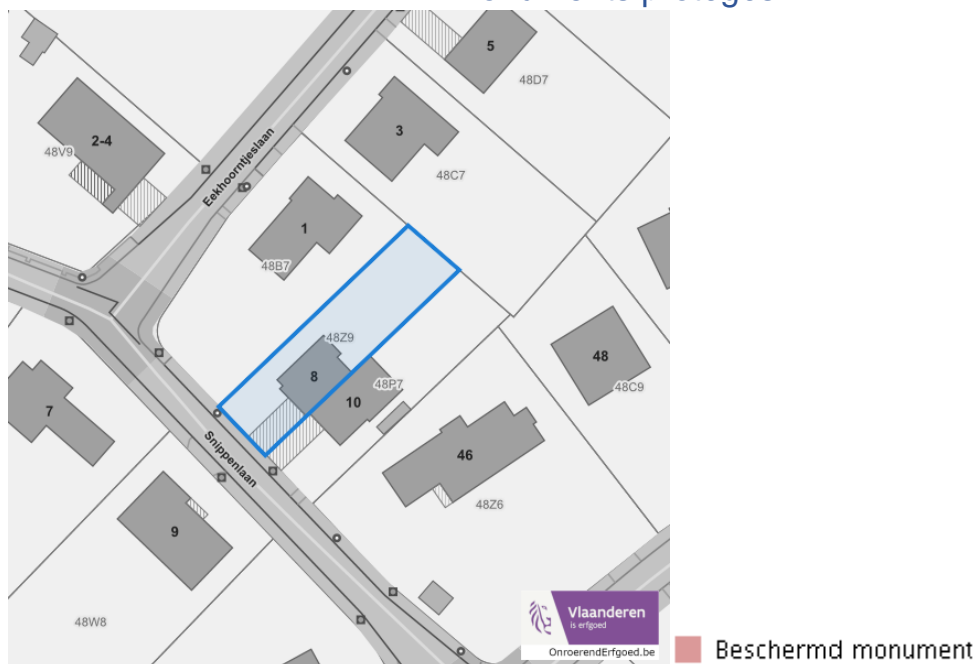 5
48D7
2-4
48V9
3
48C7
Eekhoorntjeslaan
1
48B7
48Z9
8
48P7
10
48
48C9
7
46
Snippenlaan
48Z6
9
48W8
Vlaanderen
is erfgoed
OnroerendErfgoed.be
Beschermd monument